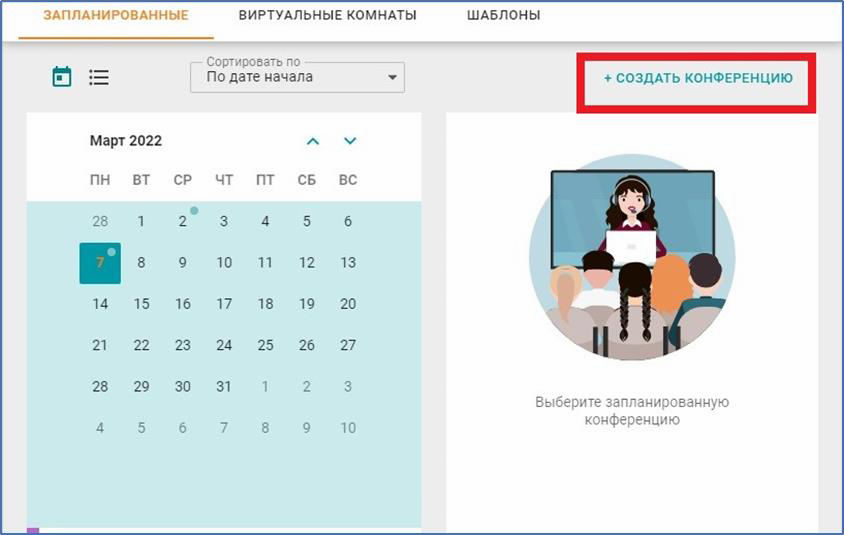 ЗАПЛАНИРОВАННЫЕ ВИРТУАЛЬНЫЕ КОМНАТЫ ШАБЛОНЫ
Сортировать по
По дате начала
+ СОЗДАТЬ КОНФЕРЕНЦИЮ
Март 2022
ПН ВТ СР ЧТ ПТ СБ ВС
28 1 2 3 4 5 6
7 8 9 10 11 12 13
14 15 16 17 18 19 20
21 22 23 24 25 26 27
28 29 30 31 1 2 3
4 5 6 7 8 9 10
Выберите запланированную
конференцию